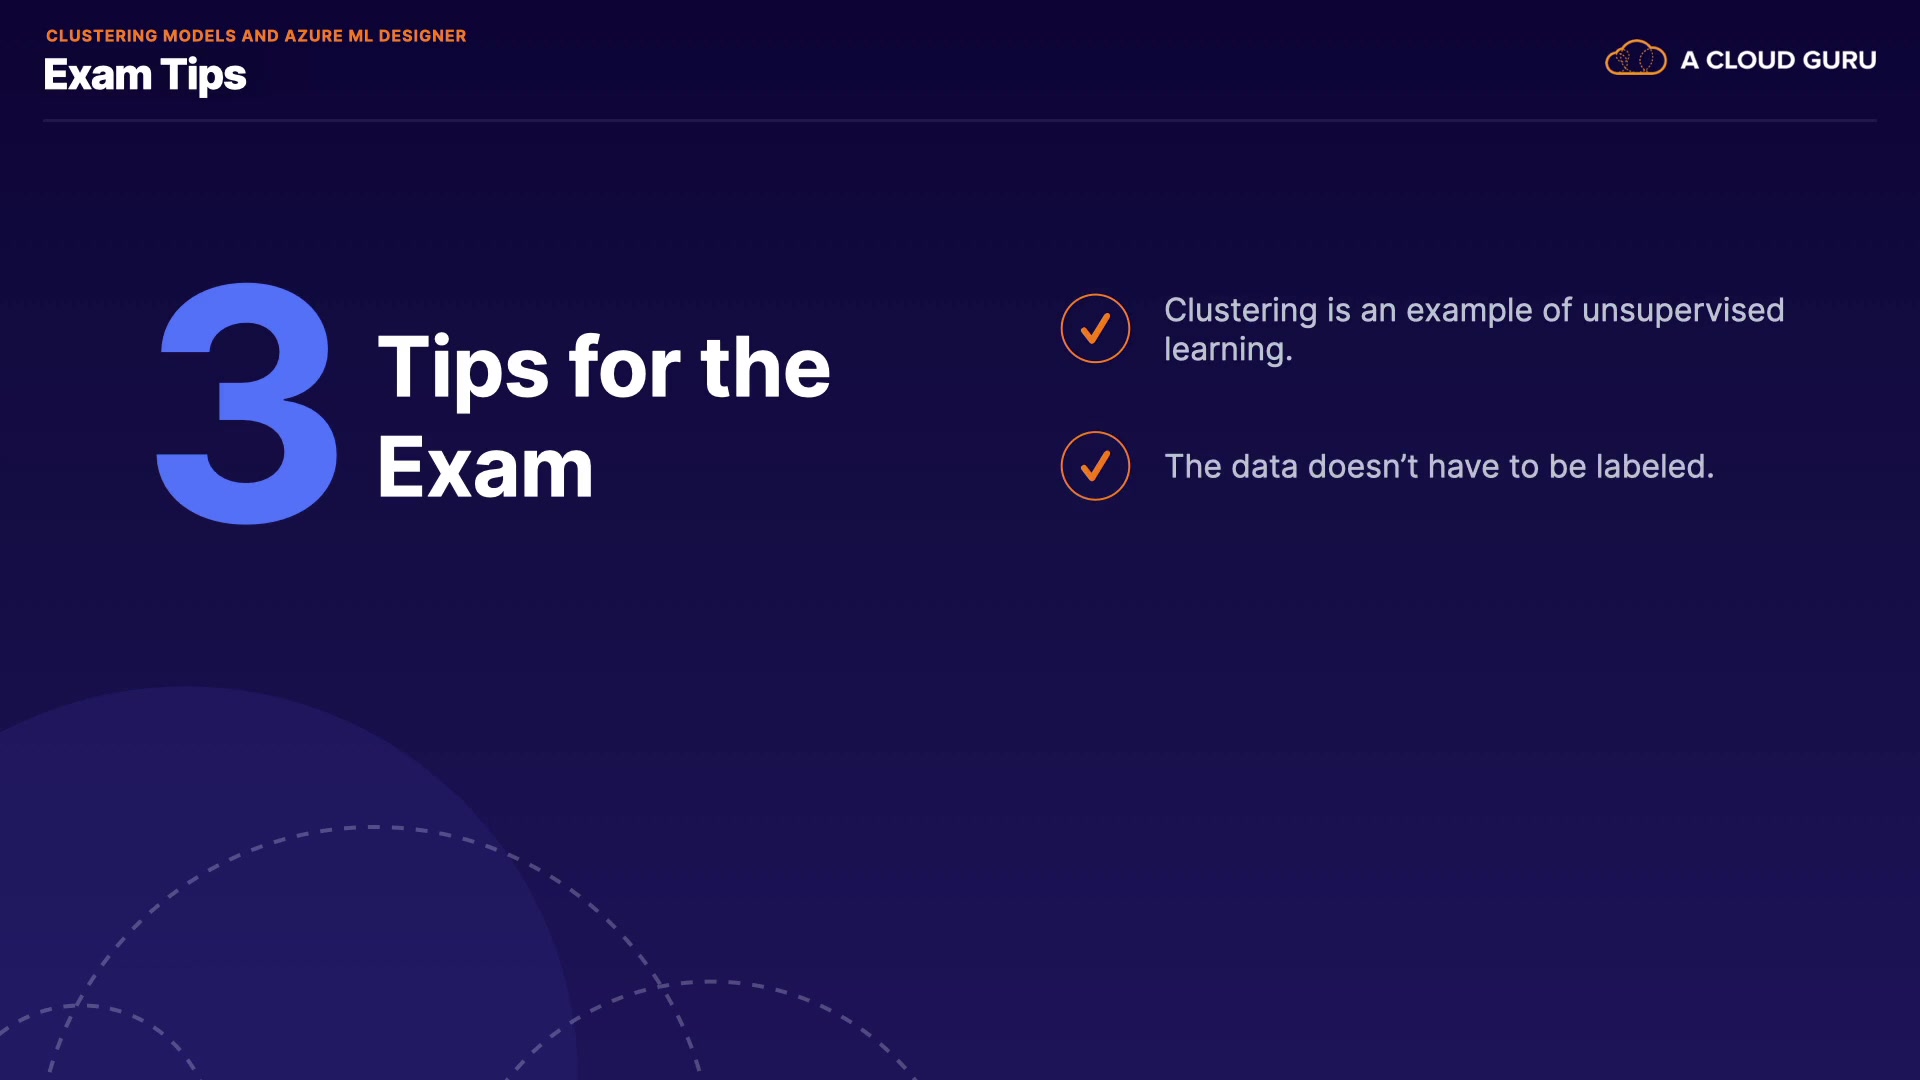 CLUSTERING MODELS AND AZURE ML DESIGNER
Exam Tips
A CLOUD GURU
3
Tips for the
Exam
Clustering is an example of unsupervised
learning.
The data doesn’t have to be labeled.